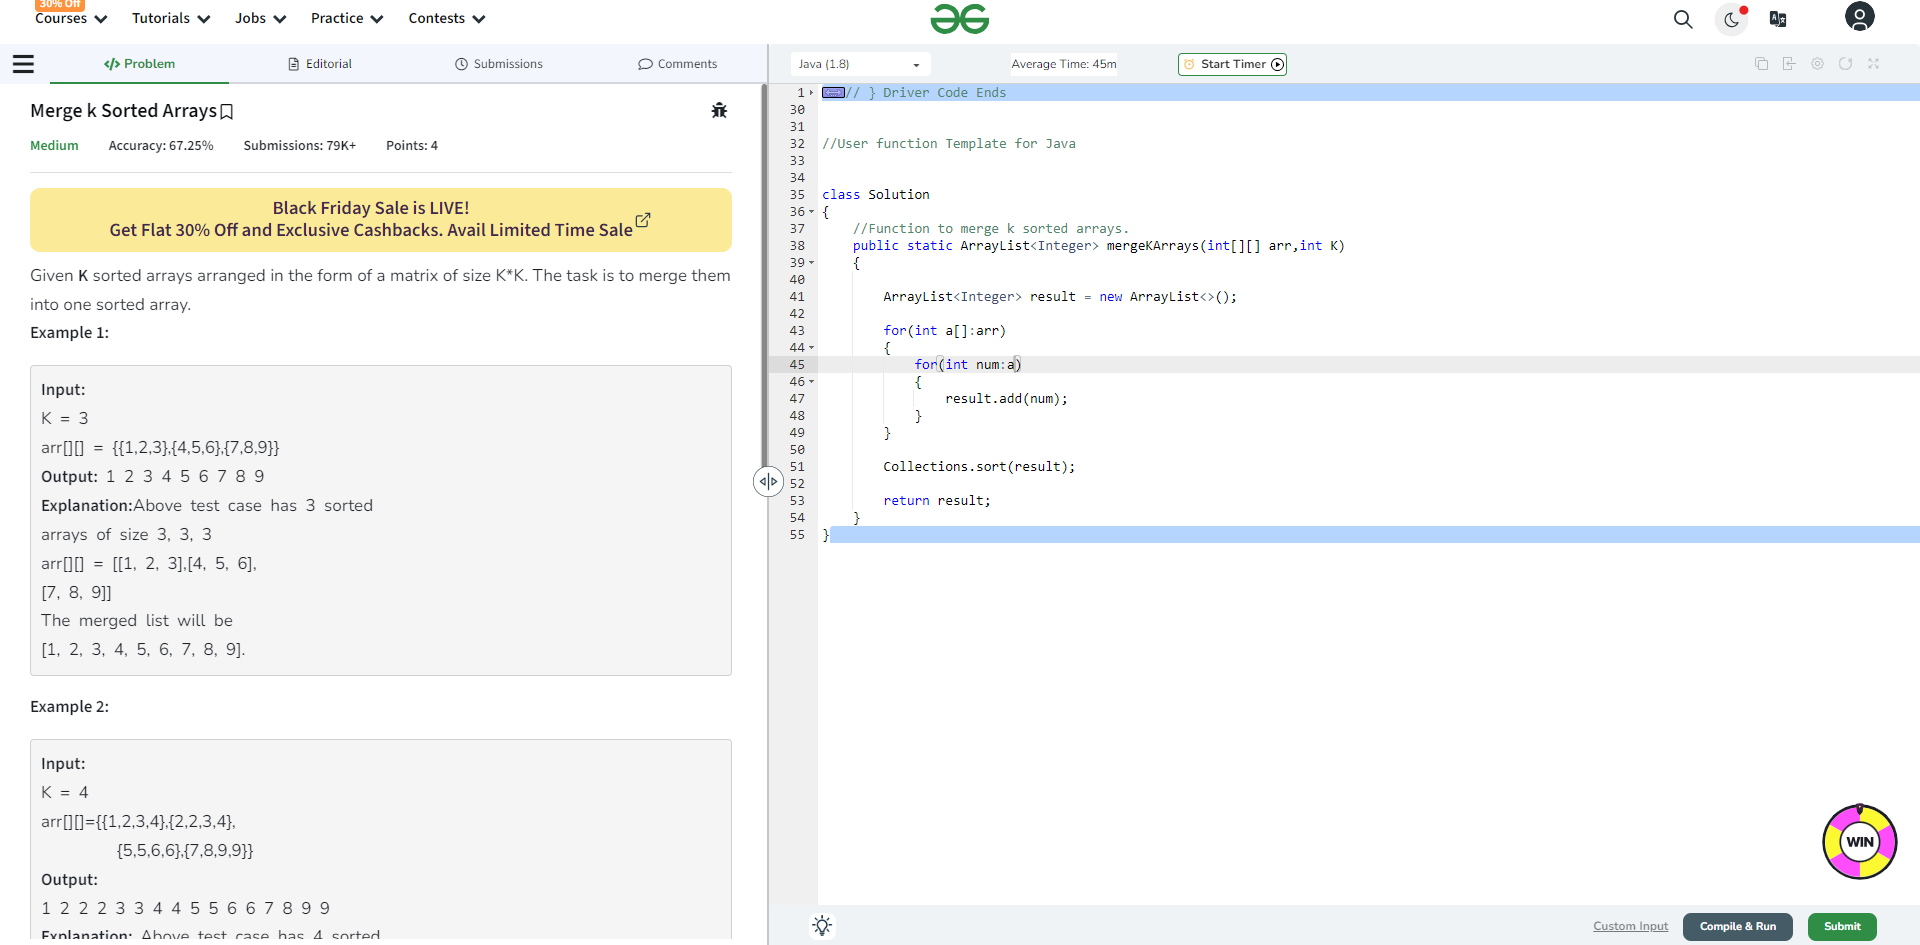 30% Off
Courses Tutorials Jobs Practice Contests
Problem Editorial Submissions Comments
Java (1.8) Average Time: 45m Start Timer
Merge k Sorted Arrays
Medium Accuracy: 67.25% Submissions: 79K+ Points: 4
Black Friday Sale is LIVE!
Get Flat 30% Off and Exclusive Cashbacks. Avail Limited Time Sale
Given K sorted arrays arranged in the form of a matrix of size K*K. The task is to merge them
into one sorted array.
Example 1:
Input:
K = 3
arr[][] = {{1,2,3},{4,5,6},{7,8,9}}
Output: 1 2 3 4 5 6 7 8 9
Explanation:Above test case has 3 sorted
arrays of size 3, 3, 3
arr[][] = [[1, 2, 3],[4, 5, 6],
[7, 8, 9]]
The merged list will be
[1, 2, 3, 4, 5, 6, 7, 8, 9].
Example 2:
Input:
K = 4
arr[][]={{1,2,3,4},{2,2,3,4},
{5,5,6,6},{7,8,9,9}}
Output:
1 2 2 2 3 3 4 4 5 5 6 6 7 8 9 9
Explanation: Above test case has 4 sorted
1 // } Driver Code Ends
30
31
32 //User function Template for Java
33
34
35 class Solution
36 {
37 //Function to merge k sorted arrays.
38 public static ArrayList<Integer> mergeKArrays(int[][] arr,int K)
39 {
40
41 ArrayList<Integer> result = new ArrayList<>();
42
43 for(int a[]:arr)
44 {
45 for(int num:a)
46 {
47 result.add(num);
48 }
49 }
50
51 Collections.sort(result);
52
53 return result;
54 }
55 }
WIN
Custom Input Compile & Run Submit